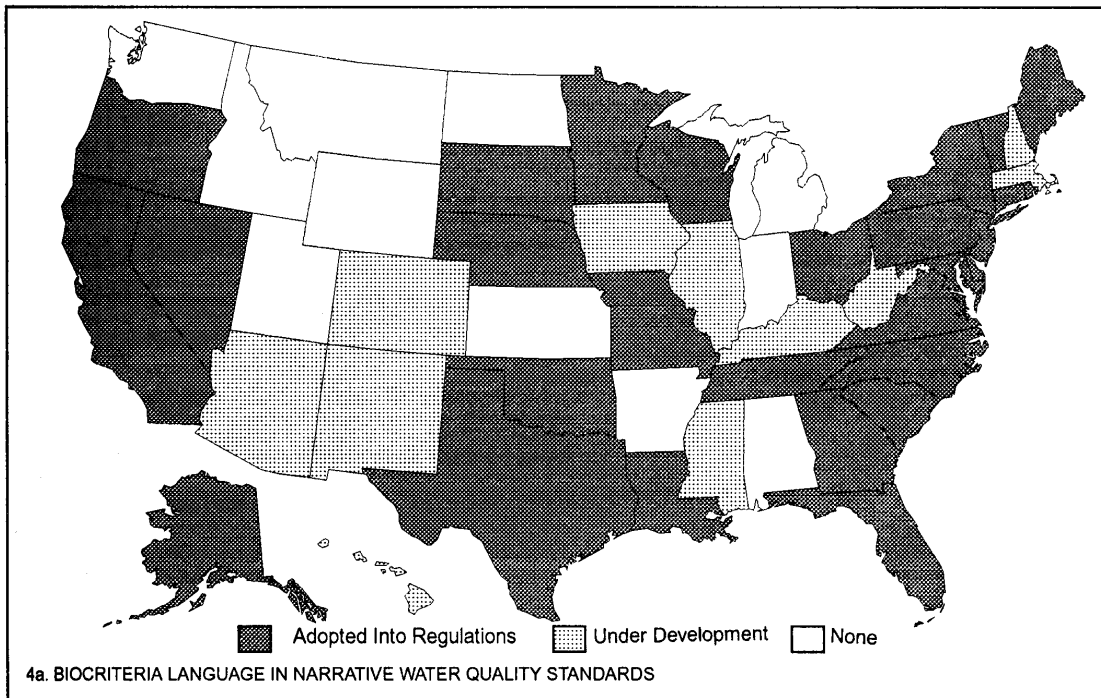 Adopted Into Regulations Under Development None
4a. BIOCRITERIA LANGUAGE IN NARRATIVE WATER QUALITY STANDARDS